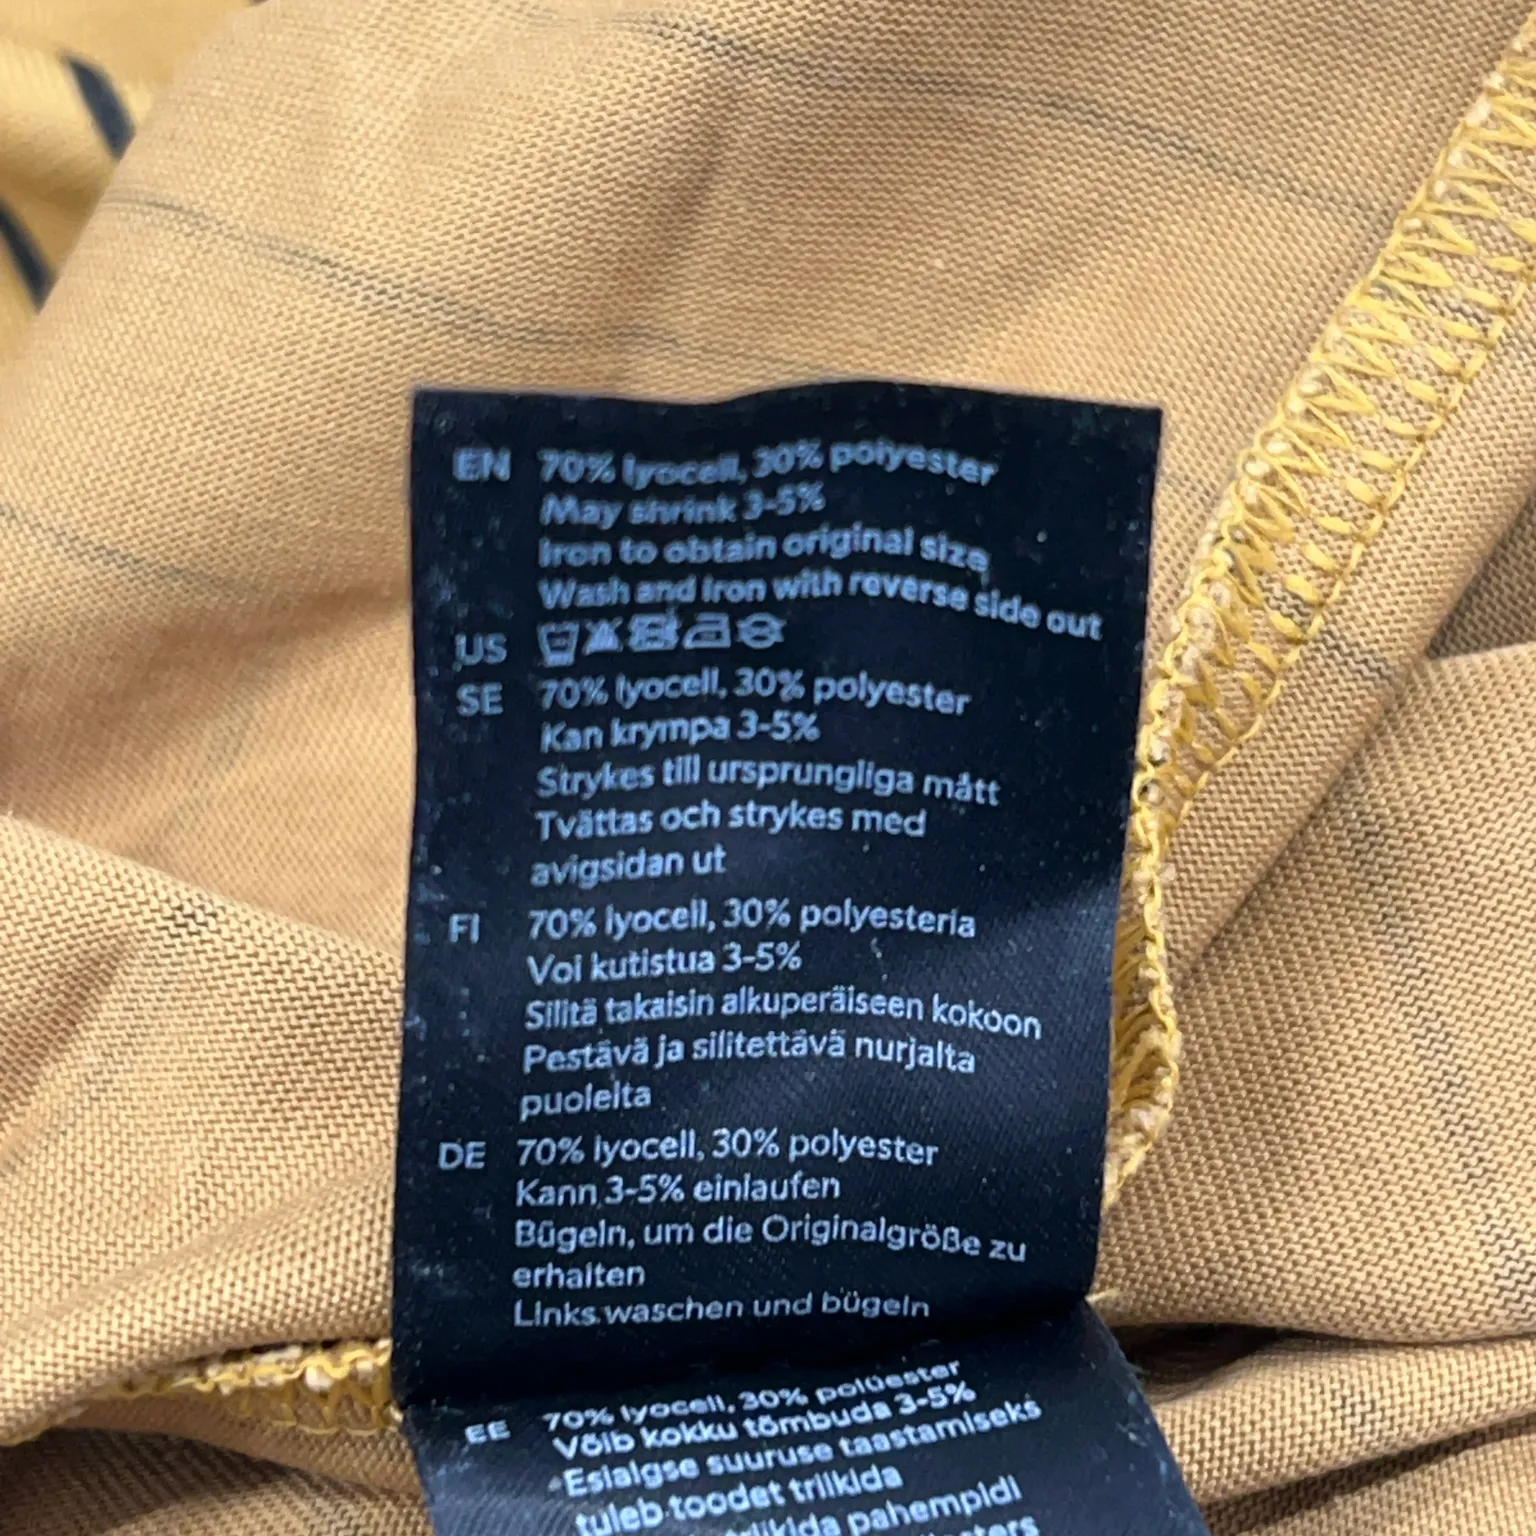 EN 70% lyocell, 30% polyester
May shrink 3-5%
Iron to obtain original size
Wash and iron with reverse side out
US
SE 70% lyocell, 30% polyester
Kan krympa 3-5%
Strykes till ursprungliga mått
Tvättas och strykes med
avigsidan ut
FI 70% lyocell, 30% polyesteria
Voi kutistua 3-5%
Silitä takaisin alkuperäiseen kokoon
Pestävä ja silitettävä nurjalta
puolelta
DE 70% lyocell, 30% polyester
Kann 3-5% einlaufen
Bügeln, um die Originalgröße zu
erhalten
Links waschen und bügeln
EE 70% lyocell, 30% polüester
Võib kokku tõmbuda 3-5%
Esialgse suuruse taastamiseks
tuleb toodet triikida
triikida pahempidi